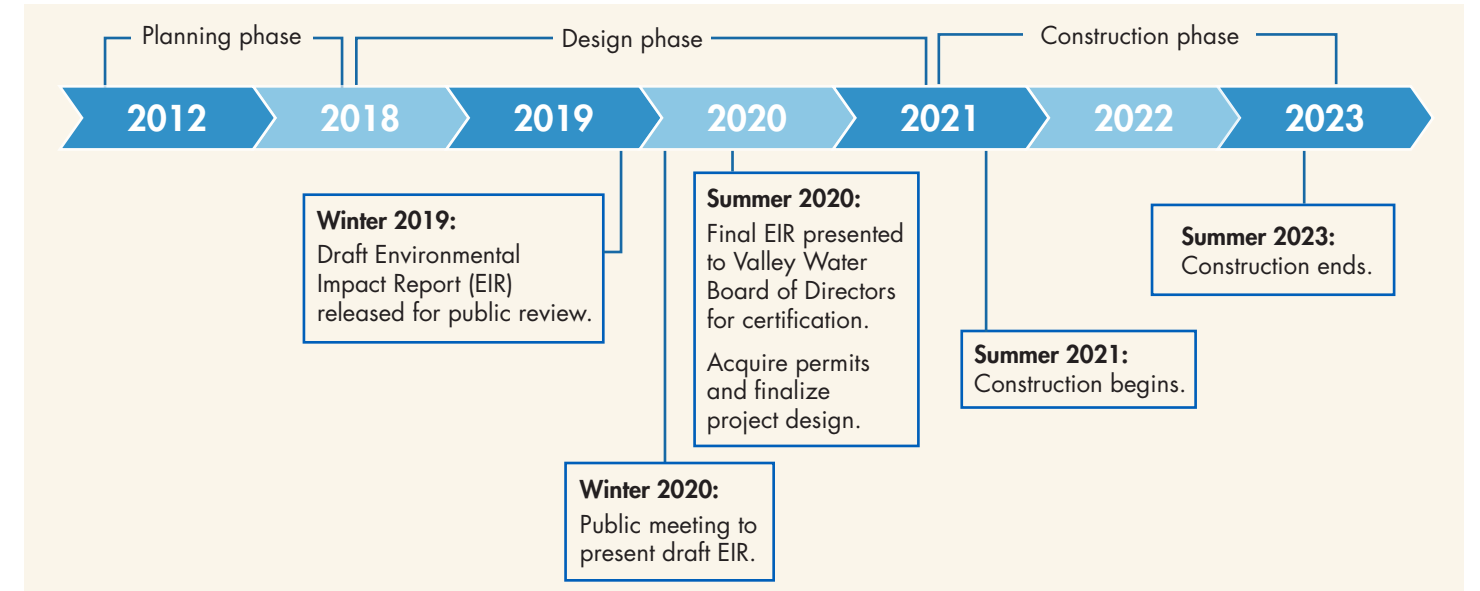 Planning phase
Design phase
Construction phase
2012
2018
2019
2020
2021
2022
2023
Winter 2019:
Draft Environmental
Impact Report (EIR)
released for public review.
Winter 2020:
Public meeting to
present draft EIR.
Summer 2020:
Final EIR presented
to Valley Water
Board of Directors
for certification.
Acquire permits
and finalize
project design.
Summer 2021:
Construction begins.
Summer 2023:
Construction ends.